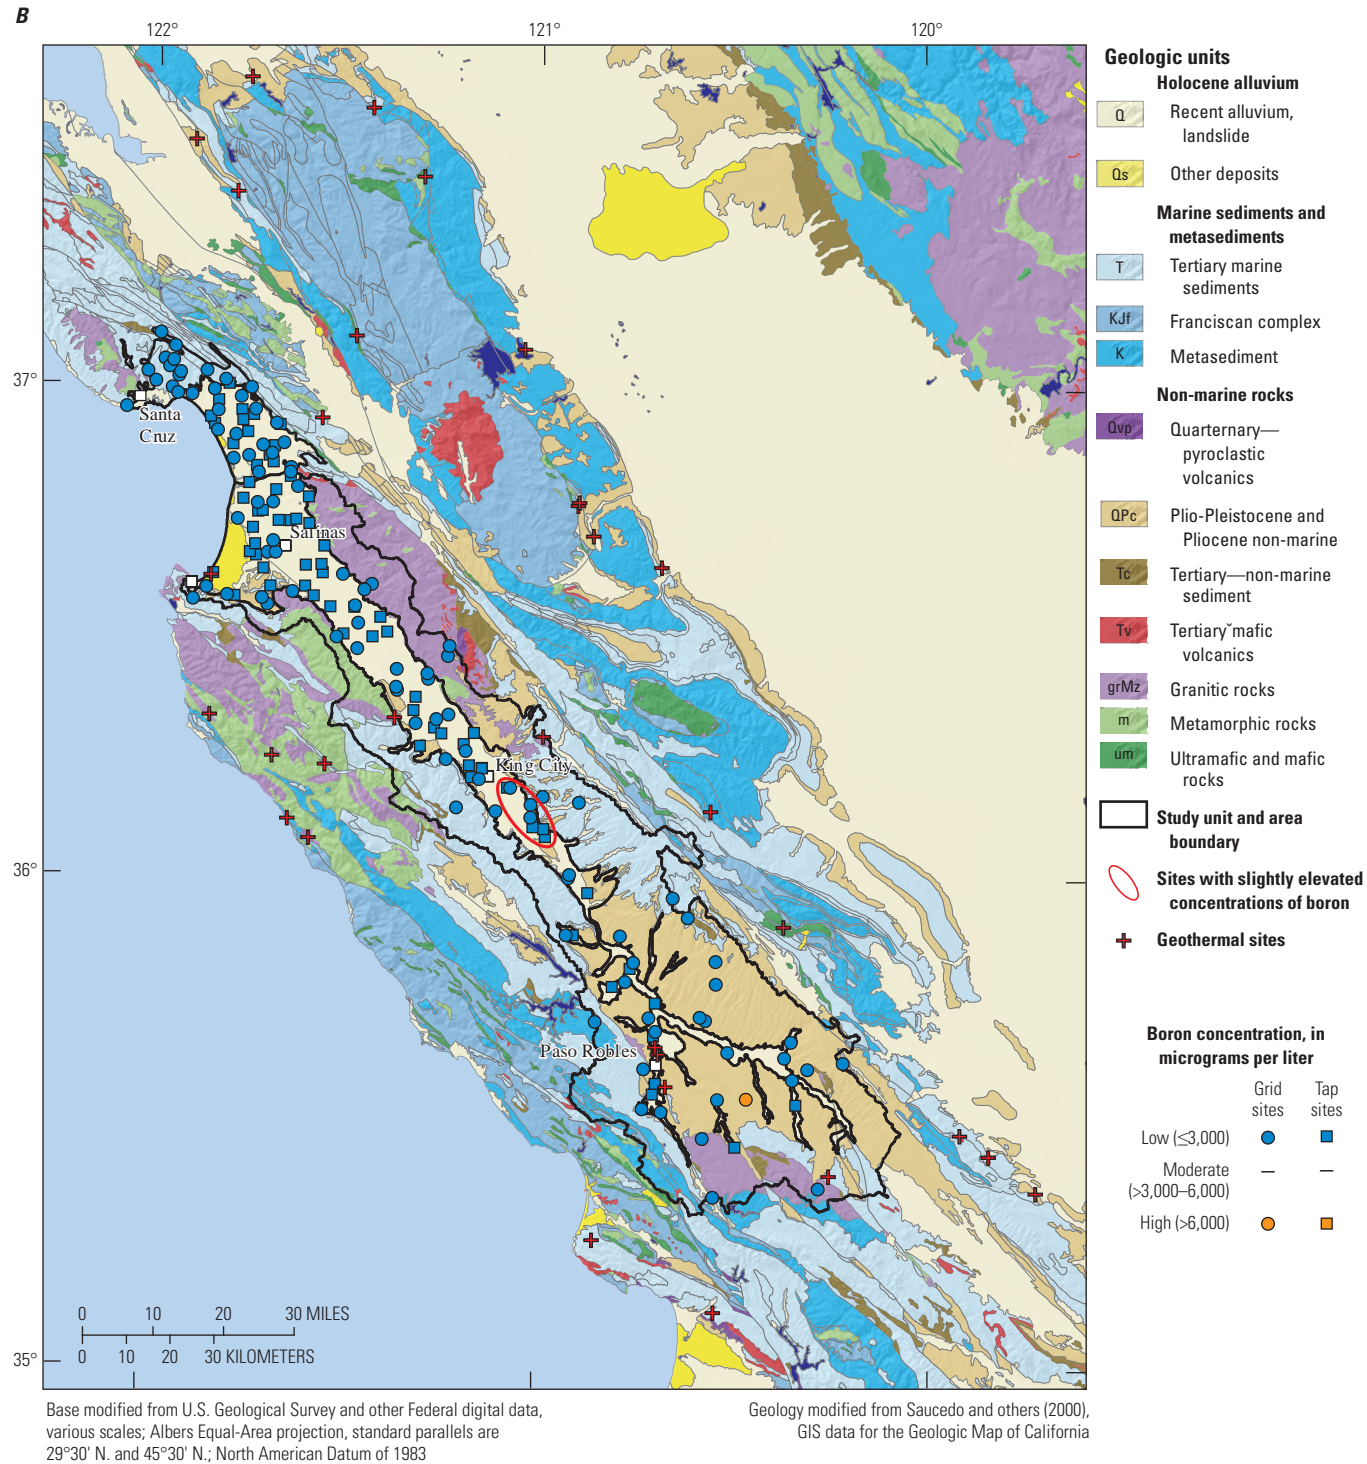 B
122°
121°
120°
37°
36°
35°
Santa
Cruz
Salinas
King City
Paso Robles
0 10 20 30 MILES
0 10 20 30 KILOMETERS
Base modified from U.S. Geological Survey and other Federal digital data,
various scales; Albers Equal-Area projection, standard parallels are
29°30' N. and 45°30' N.; North American Datum of 1983
Geology modified from Saucedo and others (2000),
GIS data for the Geologic Map of California
Geologic units
Holocene alluvium
Q Recent alluvium,
landslide
Qs Other deposits
Marine sediments and
metasediments
T Tertiary marine
sediments
KJf Franciscan complex
K Metasediment
Non-marine rocks
Qvp Quarternary—
pyroclastic
volcanics
QPc Plio-Pleistocene and
Pliocene non-marine
Tc Tertiary—non-marine
sediment
Tv Tertiaryˇmafic
volcanics
grMz Granitic rocks
m Metamorphic rocks
um Ultramafic and mafic
rocks
Study unit and area
boundary
Sites with slightly elevated
concentrations of boron
Geothermal sites
Boron concentration, in
micrograms per liter
Grid Tap
sites sites
Low (≤3,000)
Moderate — —
(>3,000–6,000)
High (>6,000)